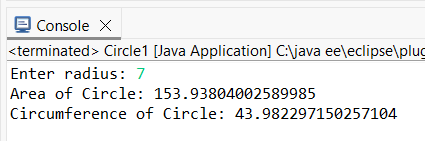 Console
<terminated> Circle1 [Java Application] C:\java ee\eclipse\plug
Enter radius: 7
Area of Circle: 153.93804002589985
Circumference of Circle: 43.982297150257104